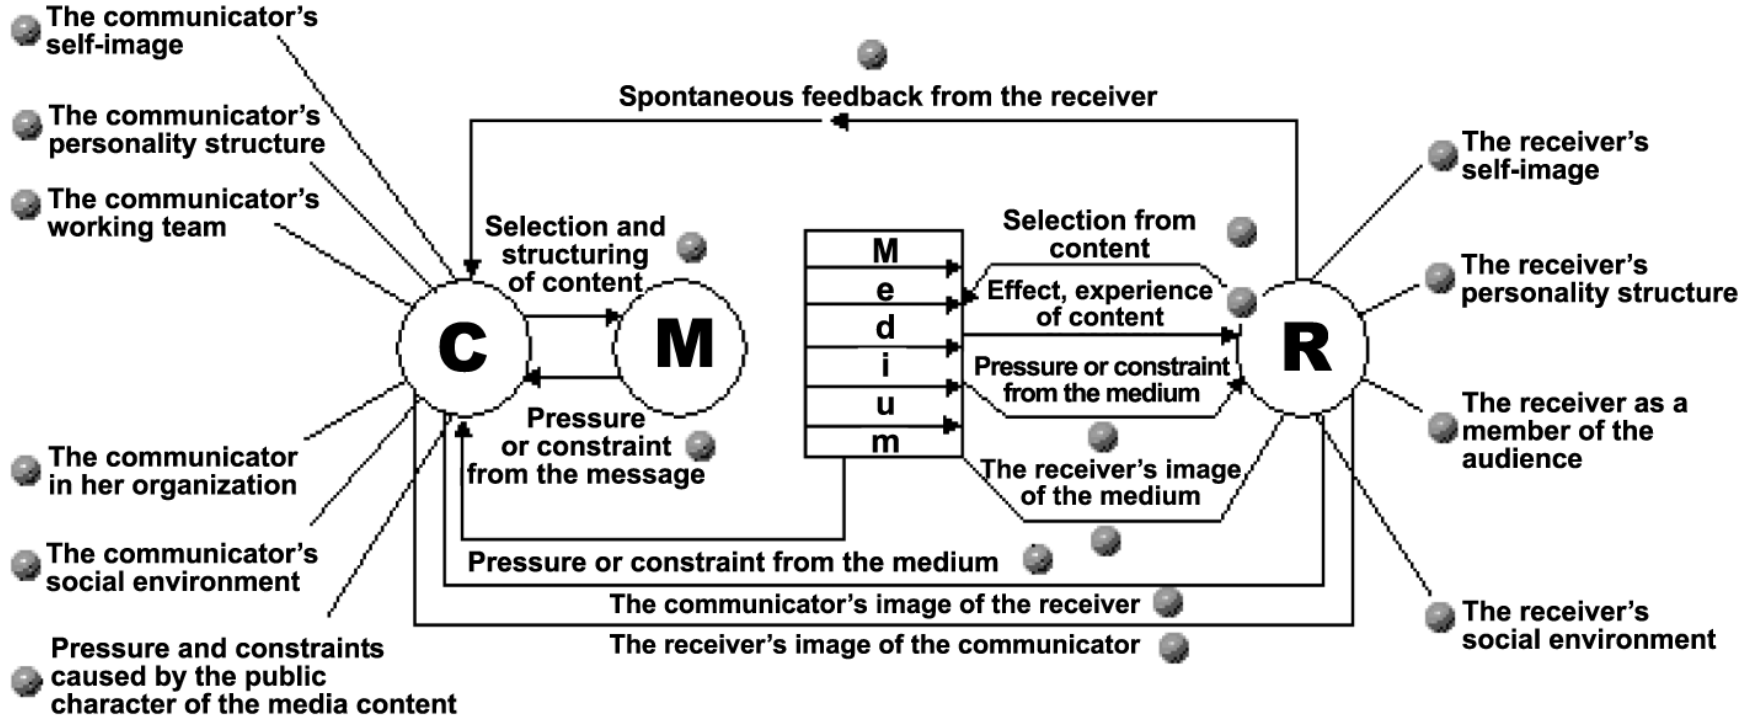 The communicator’s
self-image
The communicator’s
personality structure
The communicator’s
working team
The communicator
in her organization
The communicator’s
social environment
Pressure and constraints
caused by the public
character of the media content
Spontaneous feedback from the receiver
Selection and
structuring
of content
C
M
Pressure
or constraint
from the message
M
e
d
i
u
m
Selection from
content
Effect, experience
of content
Pressure or constraint
from the medium
The receiver’s image
of the medium
R
Pressure or constraint from the medium
The communicator’s image of the receiver
The receiver’s image of the communicator
The receiver’s
self-image
The receiver’s
personality structure
The receiver as a
member of the
audience
The receiver’s
social environment